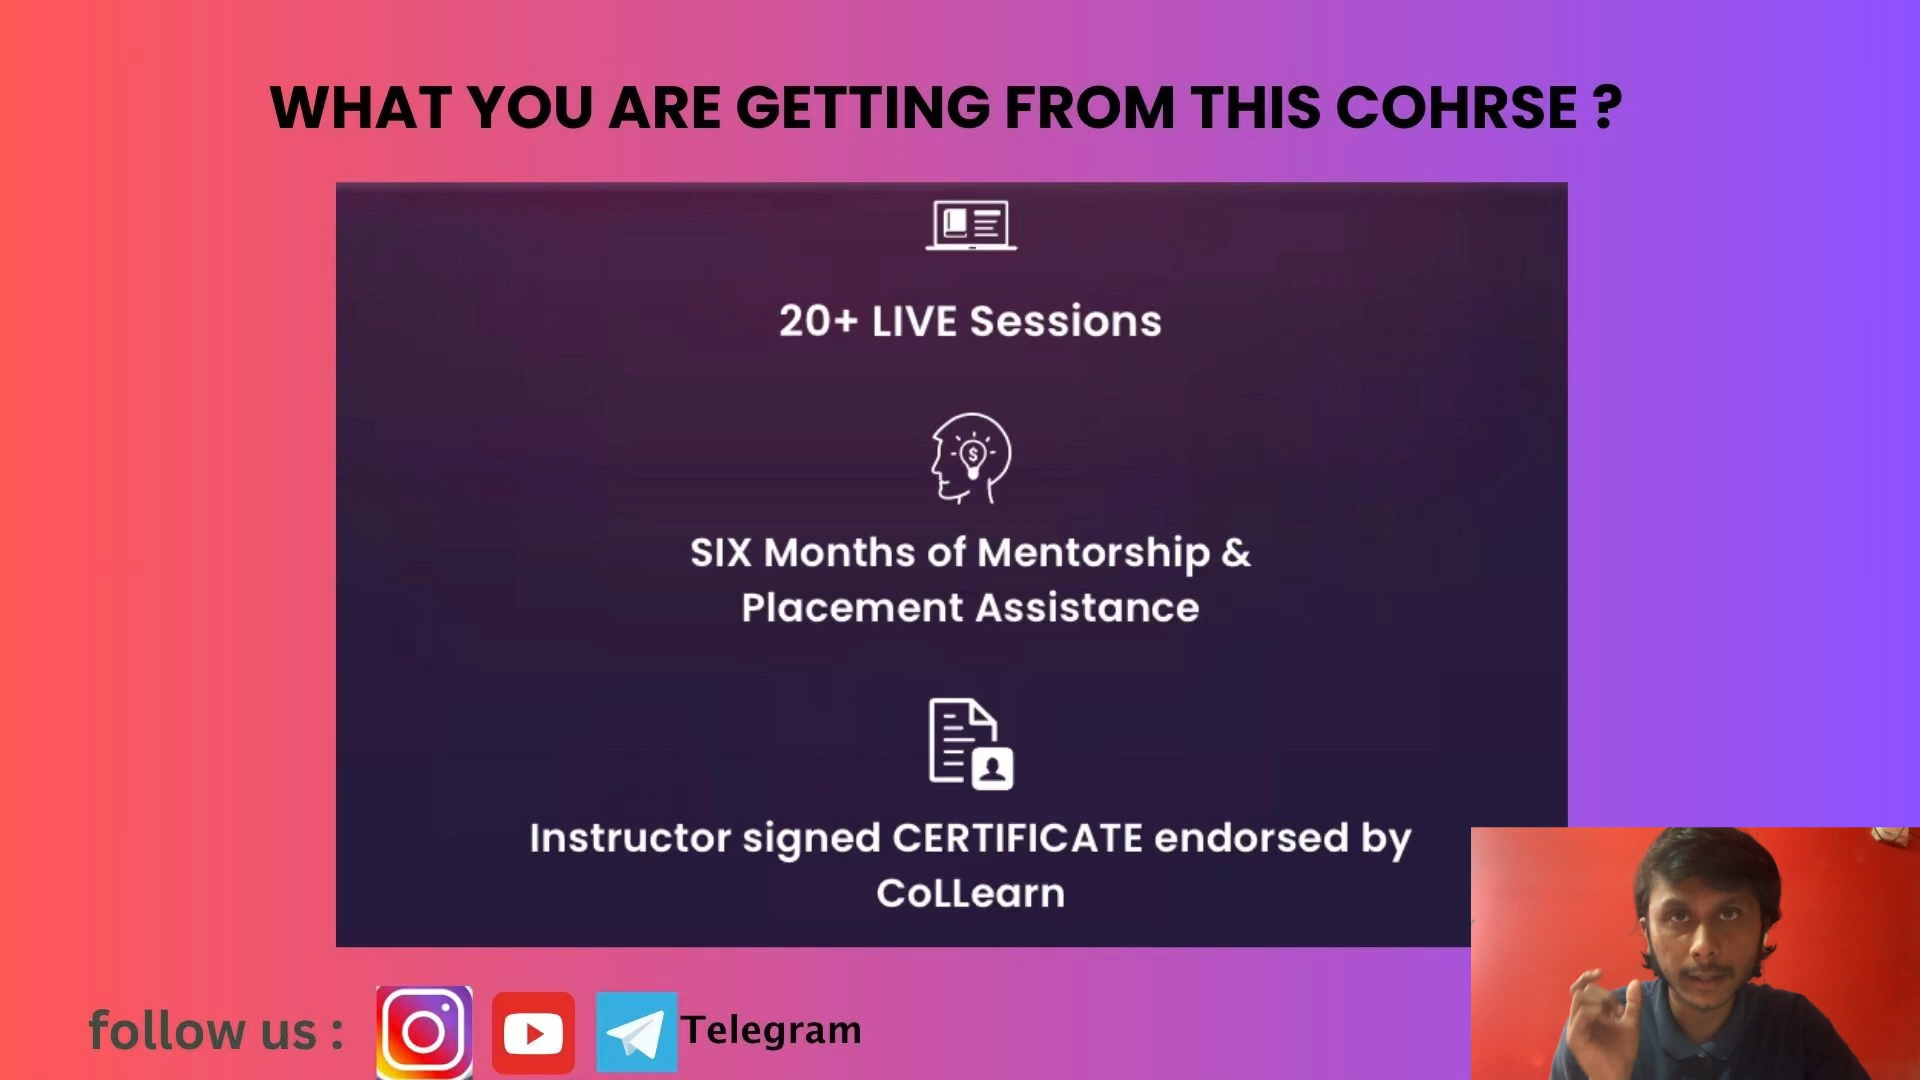 WHAT YOU ARE GETTING FROM THIS COHRSE ?
20+ LIVE Sessions
$
SIX Months of Mentorship &
Placement Assistance
Instructor signed CERTIFICATE endorsed by
CoLLearn
follow us :
Telegram